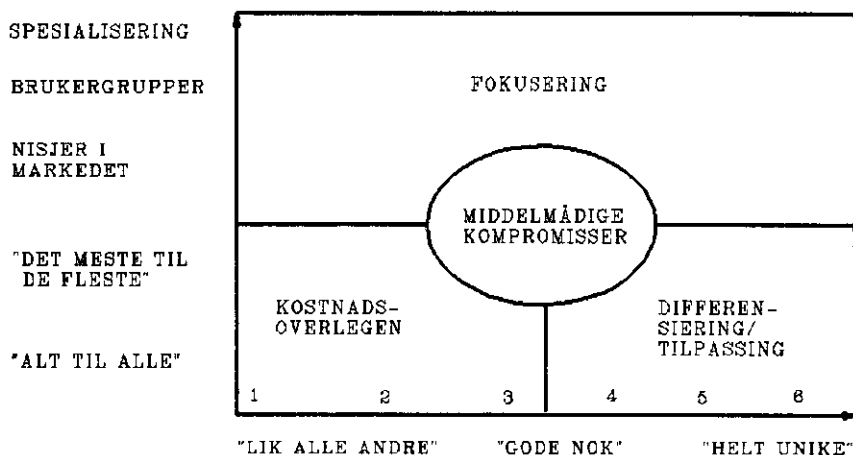 SPESIALISERING
BRUKERGRUPPER
FOKUSERING
NISJER I
MARKEDET
MIDDELMÅDIGE
KOMPROMISSER
"DET MESTE TIL
DE FLESTE"
KOSTNADS-
OVERLEGEN
DIFFEREN-
SIERING/
TILPASSING
"ALT TIL ALLE"
1 2 3 4 5 6
"LIK ALLE ANDRE" "GODE NOK" "HELT UNIKE"